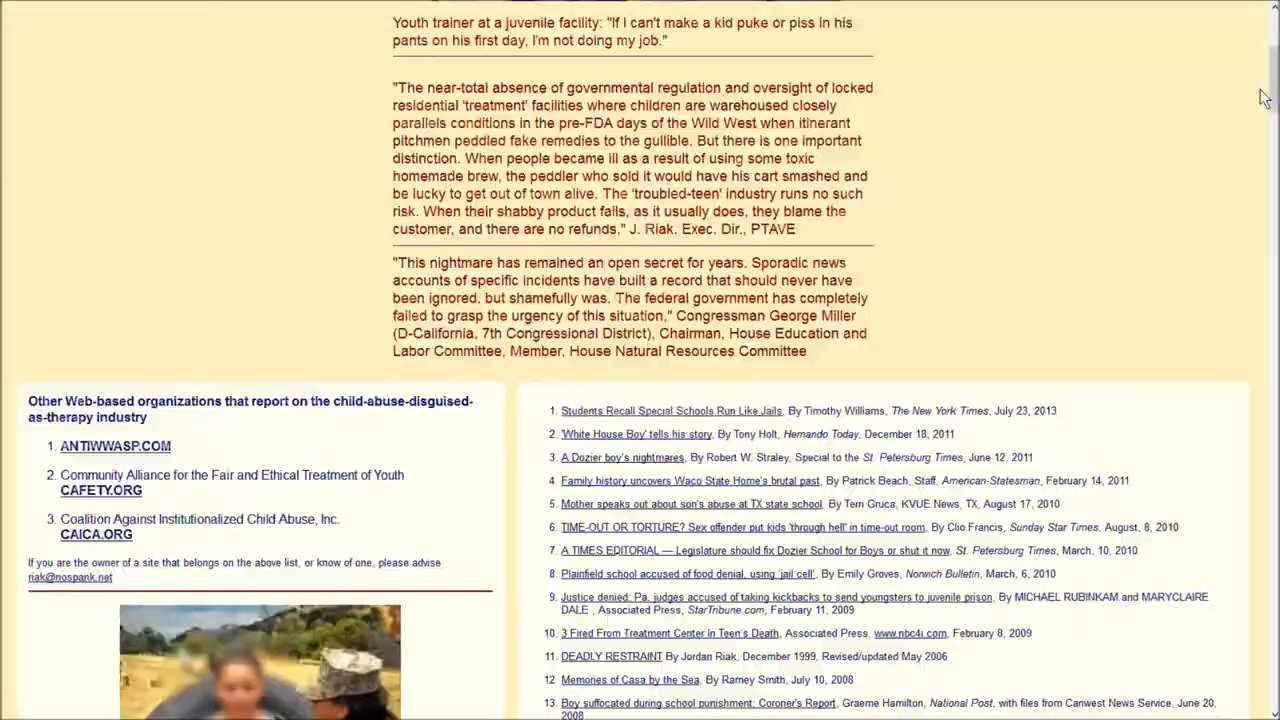 Youth trainer at a juvenile facility: "If I can't make a kid puke or piss in his
pants on his first day, I'm not doing my job."
"The near-total absence of governmental regulation and oversight of locked
residential 'treatment' facilities where children are warehoused closely
parallels conditions in the pre-FDA days of the Wild West when itinerant
pitchmen peddled fake remedies to the gullible. But there is one important
distinction. When people became ill as a result of using some toxic
homemade brew, the peddler who sold it would have his cart smashed and
be lucky to get out of town alive. The 'troubled-teen' industry runs no such
risk. When their shabby product fails, as it usually does, they blame the
customer, and there are no refunds," J. Riak. Exec. Dir., PTAVE
"This nightmare has remained an open secret for years. Sporadic news
accounts of specific incidents have built a record that should never have
been ignored, but shamefully was. The federal government has completely
failed to grasp the urgency of this situation," Congressman George Miller
(D-California, 7th Congressional District), Chairman, House Education and
Labor Committee, Member, House Natural Resources Committee
Other Web-based organizations that report on the child-abuse-disguised-
as-therapy industry
1. ANTIWWASP.COM
2. Community Alliance for the Fair and Ethical Treatment of Youth
CAFETY.ORG
3. Coalition Against Institutionalized Child Abuse, Inc.
CAICA.ORG
If you are the owner of a site that belongs on the above list, or know of one, please advise
riak@nospank.net
1. Students Recall Special Schools Run Like Jails, By Timothy Williams, The New York Times, July 23, 2013
2. 'White House Boy' tells his story, By Tony Holt, Hernando Today, December 18, 2011
3. A Dozier boy's nightmares, By Robert W. Straley, Special to the St. Petersburg Times, June 12, 2011
4. Family history uncovers Waco State Home's brutal past, By Patrick Beach, Staff, American-Statesman, February 14, 2011
5. Mother speaks out about son's abuse at TX state school, By Terri Gruca, KVUE News, TX, August 17, 2010
6. TIME-OUT OR TORTURE? Sex offender put kids 'through hell' in time-out room, By Clio Francis, Sunday Star Times, August, 8, 2010
7. A TIMES EDITORIAL — Legislature should fix Dozier School for Boys or shut it now, St. Petersburg Times, March, 10, 2010
8. Plainfield school accused of food denial, using 'jail cell', By Emily Groves, Norwich Bulletin, March, 6, 2010
9. Justice denied: Pa. judges accused of taking kickbacks to send youngsters to juvenile prison, By MICHAEL RUBINKAM and MARYCLAIRE
DALE , Associated Press, StarTribune.com, February 11, 2009
10. 3 Fired From Treatment Center In Teen's Death, Associated Press, www.nbc4i.com, February 8, 2009
11. DEADLY RESTRAINT By Jordan Riak, December 1999, Revised/updated May 2006
12. Memories of Casa by the Sea, By Ramey Smith, July 10, 2008
13. Boy suffocated during school punishment: Coroner's Report, Graeme Hamilton, National Post, with files from Canwest News Service, June 20,
2008